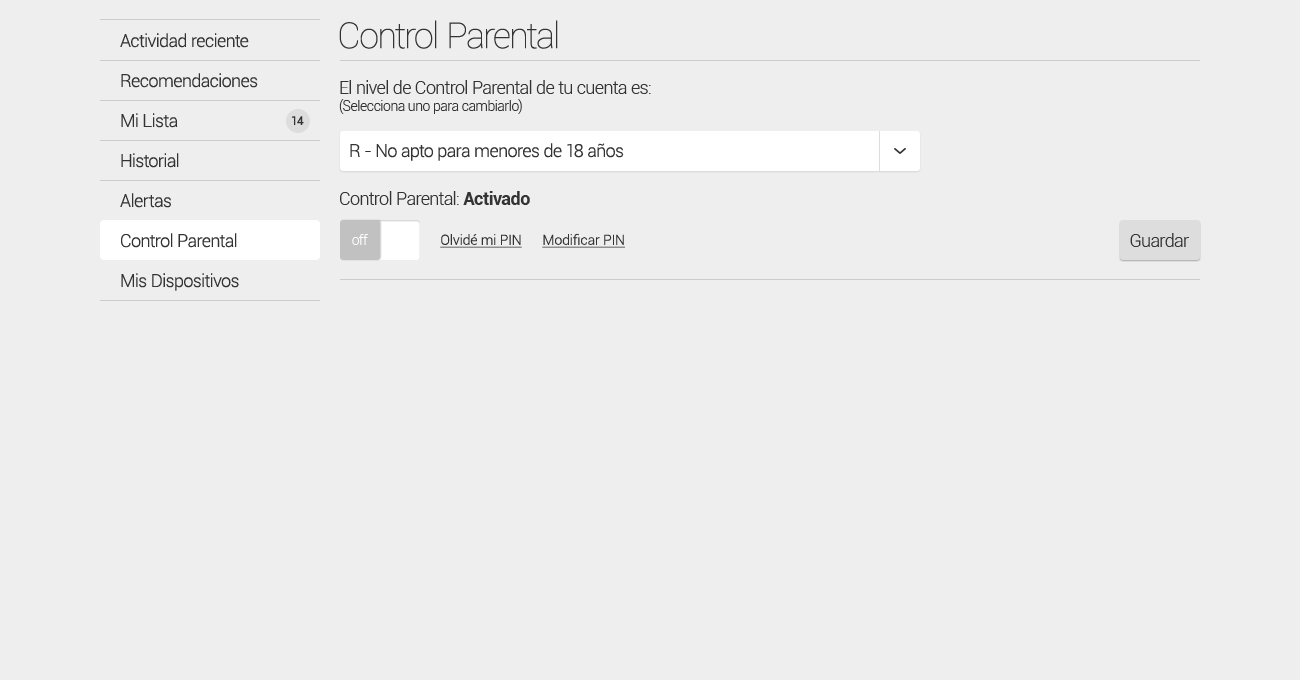 Actividad reciente
Recomendaciones
Mi Lista 14
Historial
Alertas
Control Parental
Mis Dispositivos
Control Parental
El nivel de Control Parental de tu cuenta es:
(Selecciona uno para cambiarlo)
R - No apto para menores de 18 años
Control Parental: Activado
off Olvidé mi PIN Modificar PIN Guardar